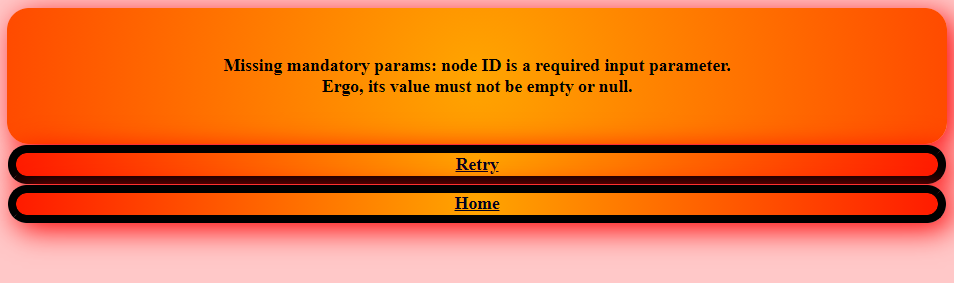 Missing mandatory params: node ID is a required input parameter.
Ergo, its value must not be empty or null.
Retry
Home